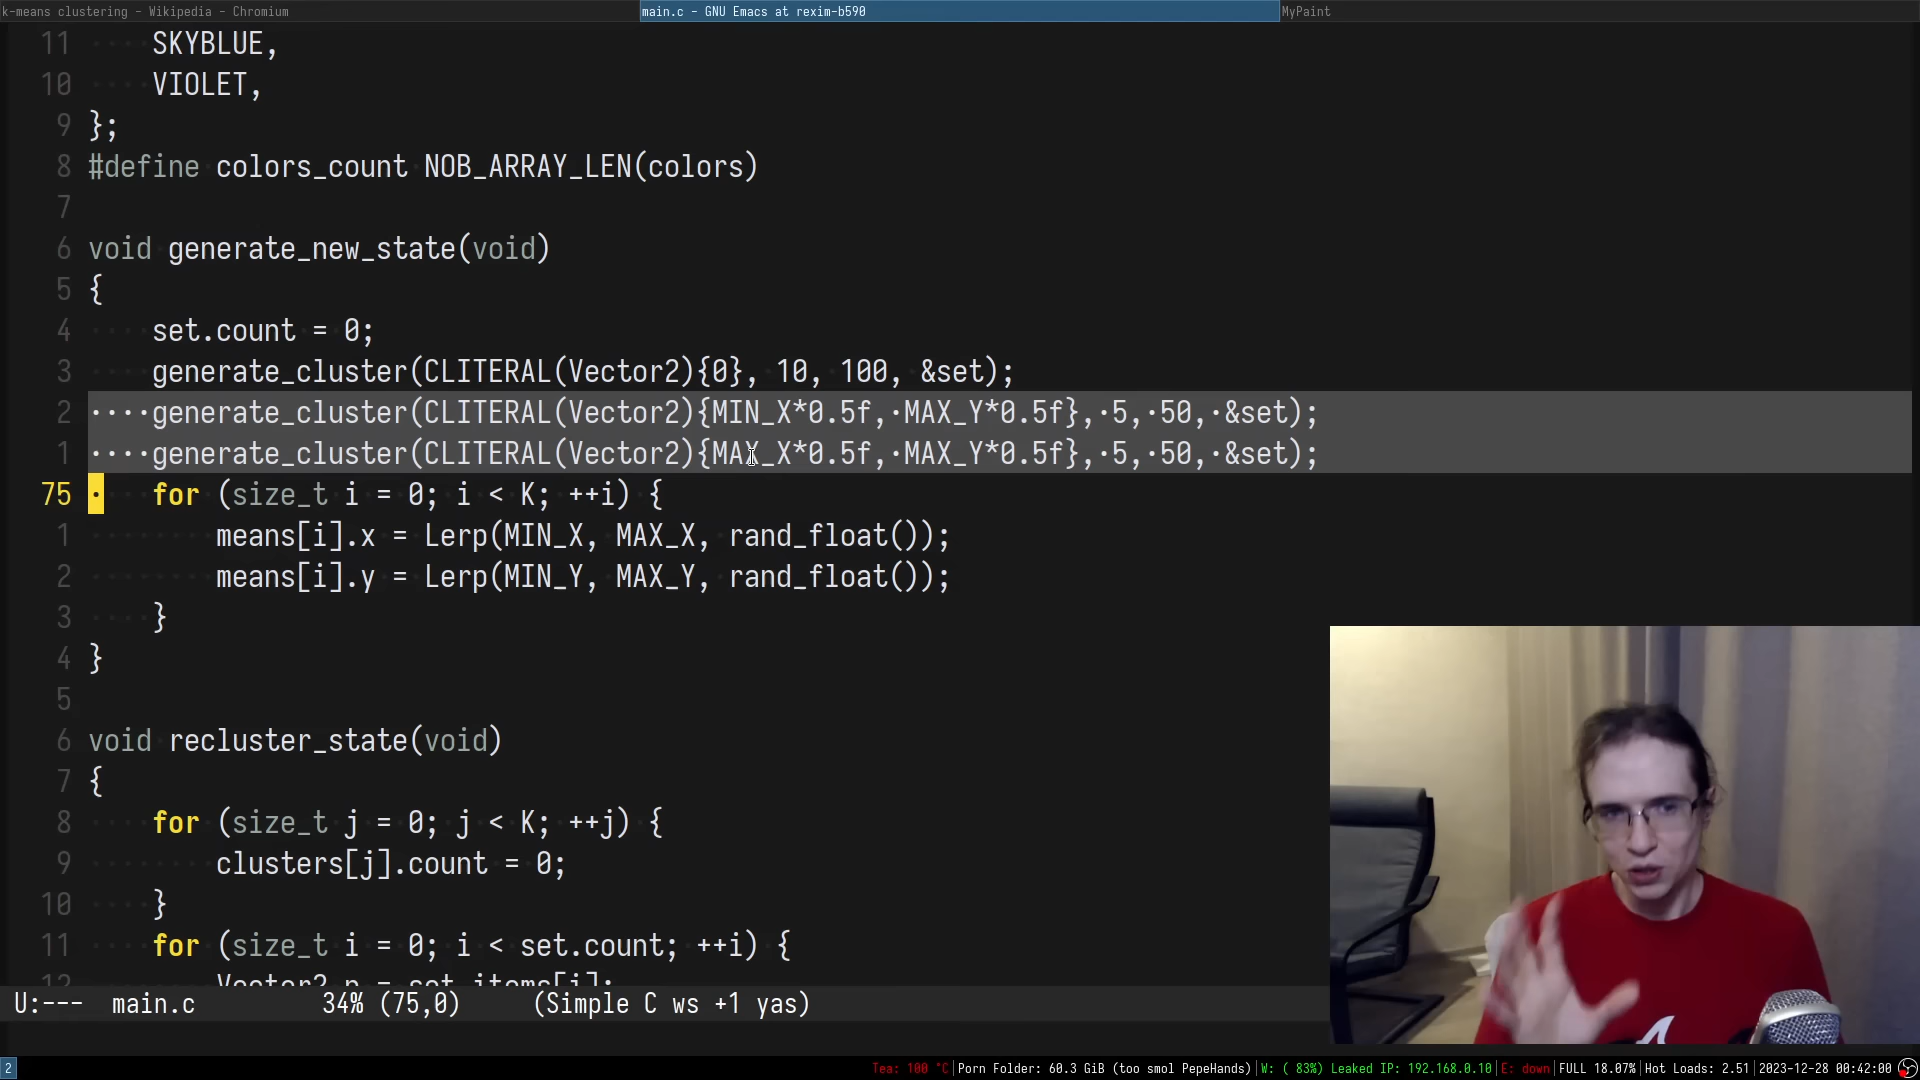 k-means clustering - Wikipedia - Chromium
main.c - GNU Emacs at rexim-b590
MyPaint
11 SKYBLUE,
10 VIOLET,
9 };
8 #define colors_count NOB_ARRAY_LEN(colors)
7
6 void generate_new_state(void)
5 {
4 set.count = 0;
3 generate_cluster(CLITERAL(Vector2){0}, 10, 100, &set);
2 ····generate_cluster(CLITERAL(Vector2){MIN_X*0.5f,·MAX_Y*0.5f},·5,·50,·&set);
1 ····generate_cluster(CLITERAL(Vector2){MAX_X*0.5f,·MAX_Y*0.5f},·5,·50,·&set);
75 for (size_t i = 0; i < K; ++i) {
1 means[i].x = Lerp(MIN_X, MAX_X, rand_float());
2 means[i].y = Lerp(MIN_Y, MAX_Y, rand_float());
3 }
4 }
5
6 void recluster_state(void)
7 {
8 for (size_t j = 0; j < K; ++j) {
9 clusters[j].count = 0;
10 }
11 for (size_t i = 0; i < set.count; ++i) {
12 Vector2 p = set.items[i];
U:--- main.c 34% (75,0) (Simple C ws +1 yas)
2
Tea: 100 °C|Porn Folder: 60.3 GiB (too smol PepeHands)|W: ( 83%) Leaked IP: 192.168.0.10|E: down|FULL 18.07%|Hot Loads: 2.51|2023-12-28 00:42:00